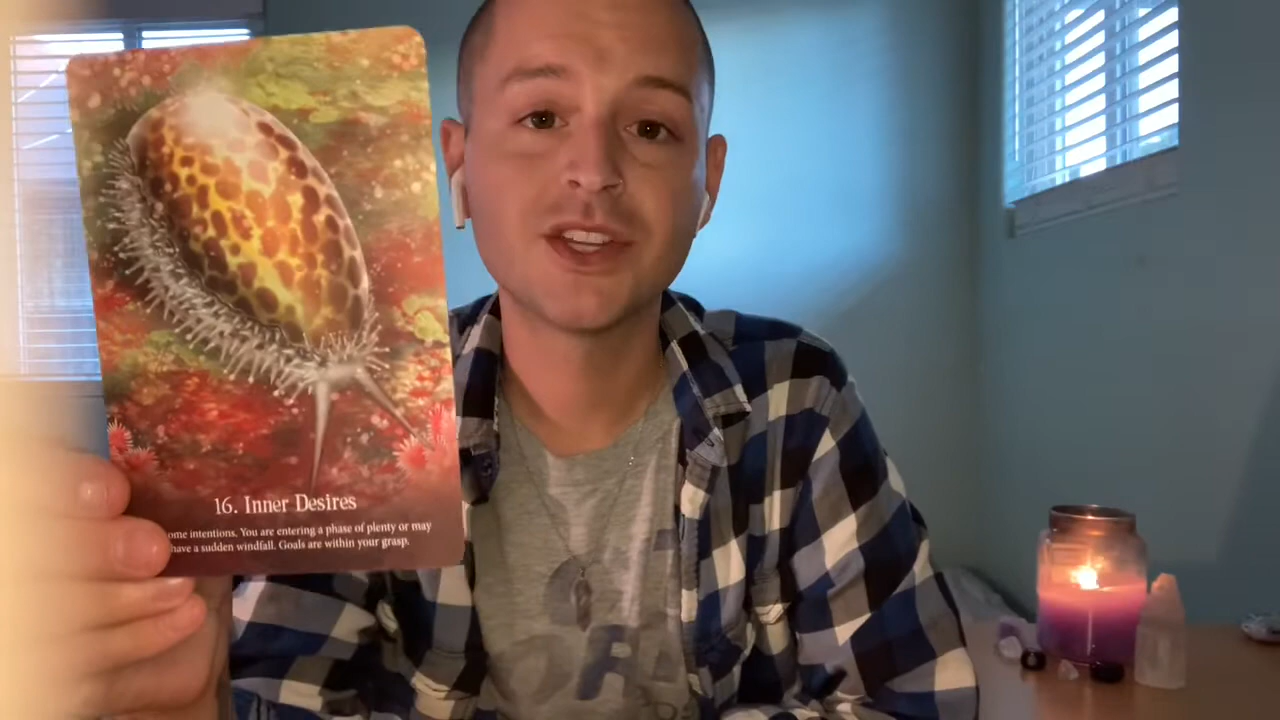 16. Inner Desires
ome intentions. You are entering a phase of plenty or may
have a sudden windfall. Goals are within your grasp.